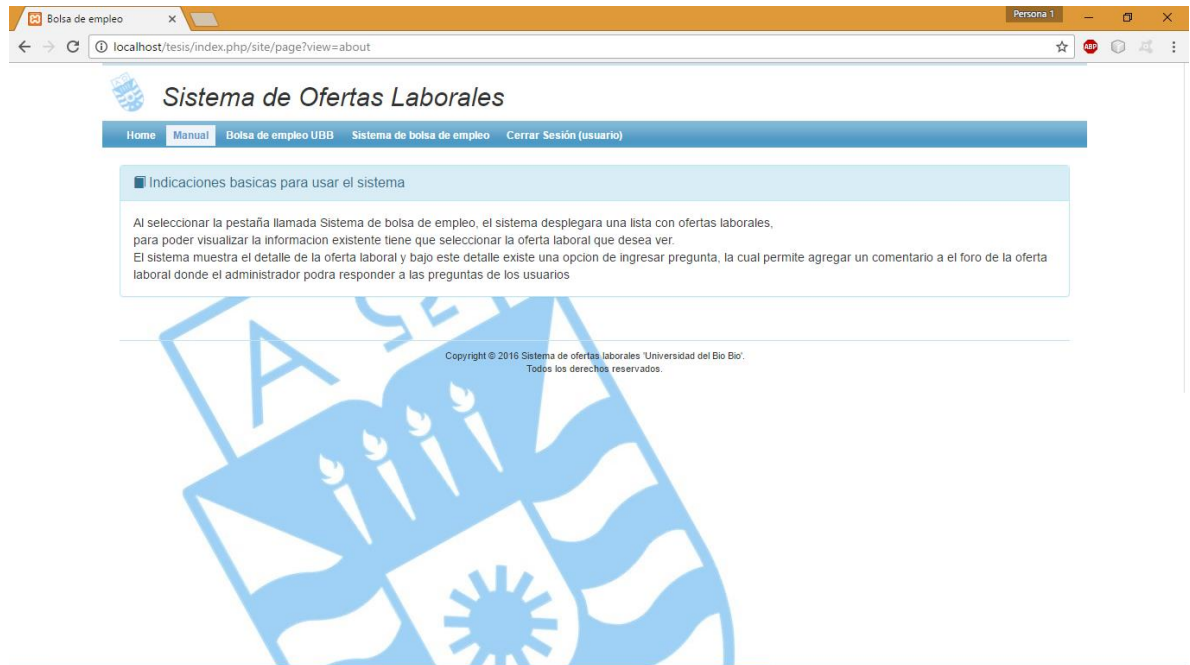 Bolsa de empleo
Persona 1
localhost/tesis/index.php/site/page?view=about
ABP
Sistema de Ofertas Laborales
Home Manual Bolsa de empleo UBB Sistema de bolsa de empleo Cerrar Sesión (usuario)
Indicaciones basicas para usar el sistema
Al seleccionar la pestaña llamada Sistema de bolsa de empleo, el sistema desplegara una lista con ofertas laborales,
para poder visualizar la informacion existente tiene que seleccionar la oferta laboral que desea ver.
El sistema muestra el detalle de la oferta laboral y bajo este detalle existe una opcion de ingresar pregunta, la cual permite agregar un comentario a el foro de la oferta
laboral donde el administrador podra responder a las preguntas de los usuarios
Copyright © 2016 Sistema de ofertas laborales 'Universidad del Bio Bio'.
Todos los derechos reservados.